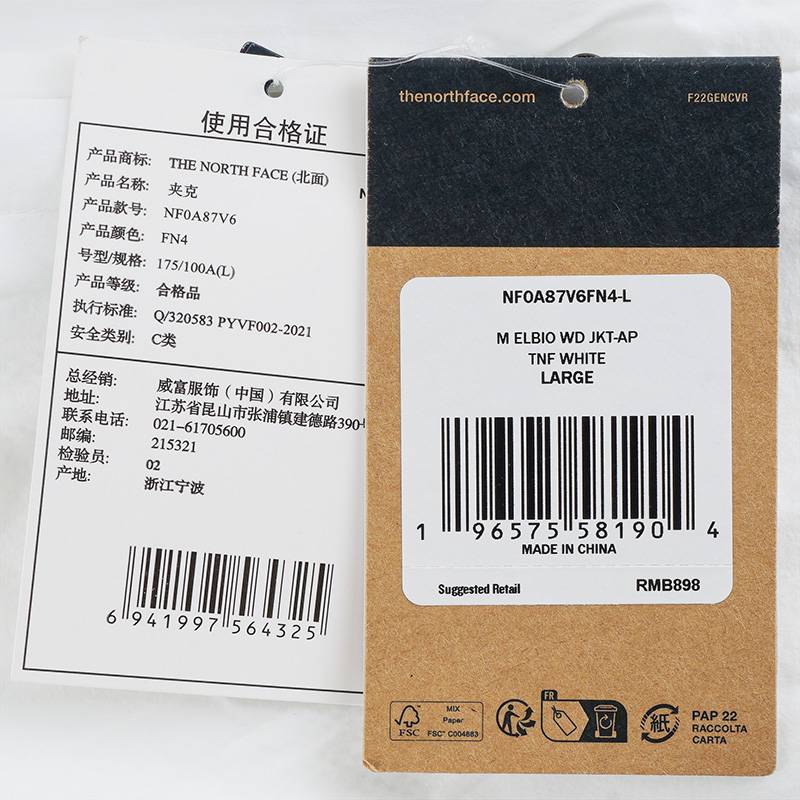 使用合格证
产品商标: THE NORTH FACE (北面)
产品名称: 夹克
产品款号: NF0A87V6
产品颜色: FN4
号型/规格: 175/100A(L)
产品等级: 合格品
执行标准: Q/320583 PYVF002-2021
安全类别: C类
总经销: 威富服饰(中国)有限公司
地址: 江苏省昆山市张浦镇建德路390
联系电话: 021-61705600
邮编: 215321
检验员: 02
产地: 浙江宁波
6 941997 564325
thenorthface.com
F22GENCVR
NF0A87V6FN4-L
M ELBIO WD JKT-AP
TNF WHITE
LARGE
1 96575 58190 4
MADE IN CHINA
Suggested Retail RMB898
FSC
MIX
Paper
FSC™ C004883
FR
紙
PAP 22
RACCOLTA
CARTA